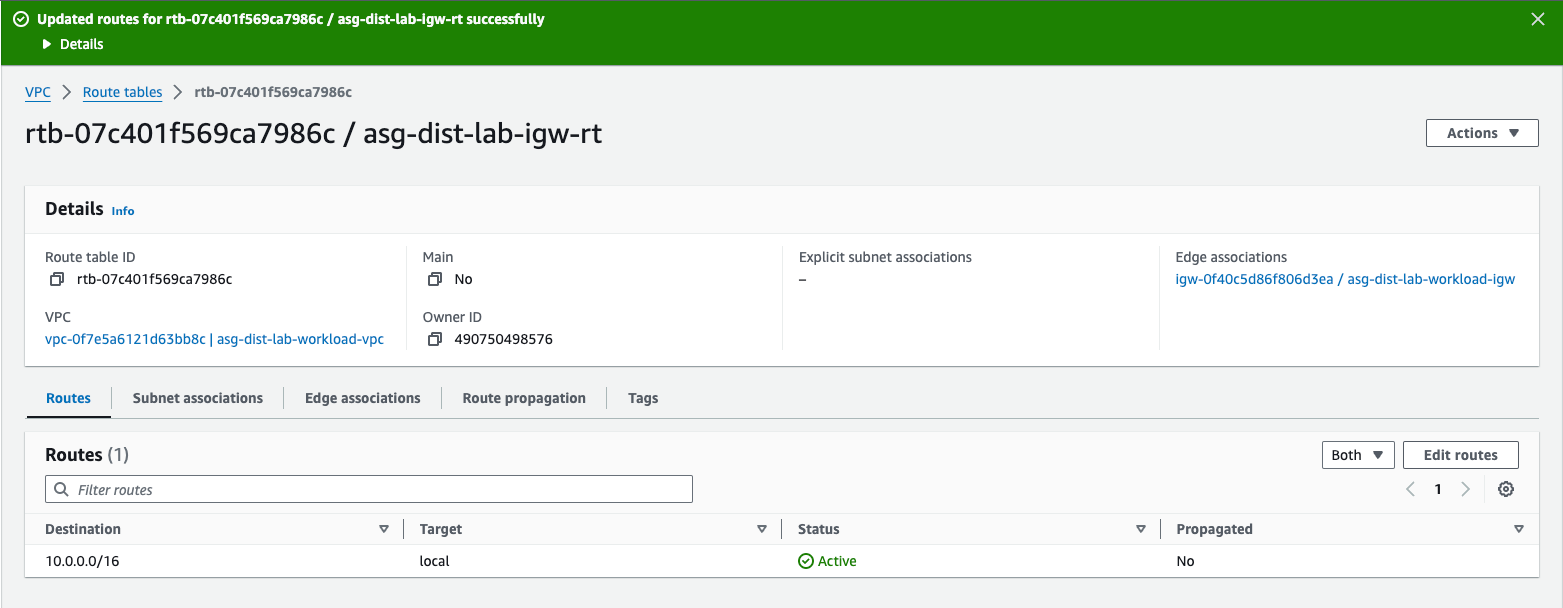 Updated routes for rtb-07c401f569ca7986c / asg-dist-lab-igw-rt successfully
Details
VPC > Route tables > rtb-07c401f569ca7986c
rtb-07c401f569ca7986c / asg-dist-lab-igw-rt
Actions
Details Info
Route table ID
rtb-07c401f569ca7986c
Main
No
Explicit subnet associations
–
Edge associations
igw-0f40c5d86f806d3ea / asg-dist-lab-workload-igw
VPC
vpc-0f7e5a6121d63bb8c | asg-dist-lab-workload-vpc
Owner ID
490750498576
Routes Subnet associations Edge associations Route propagation Tags
Routes (1)
Both Edit routes
Filter routes
1
Destination Target Status Propagated
10.0.0.0/16 local Active No